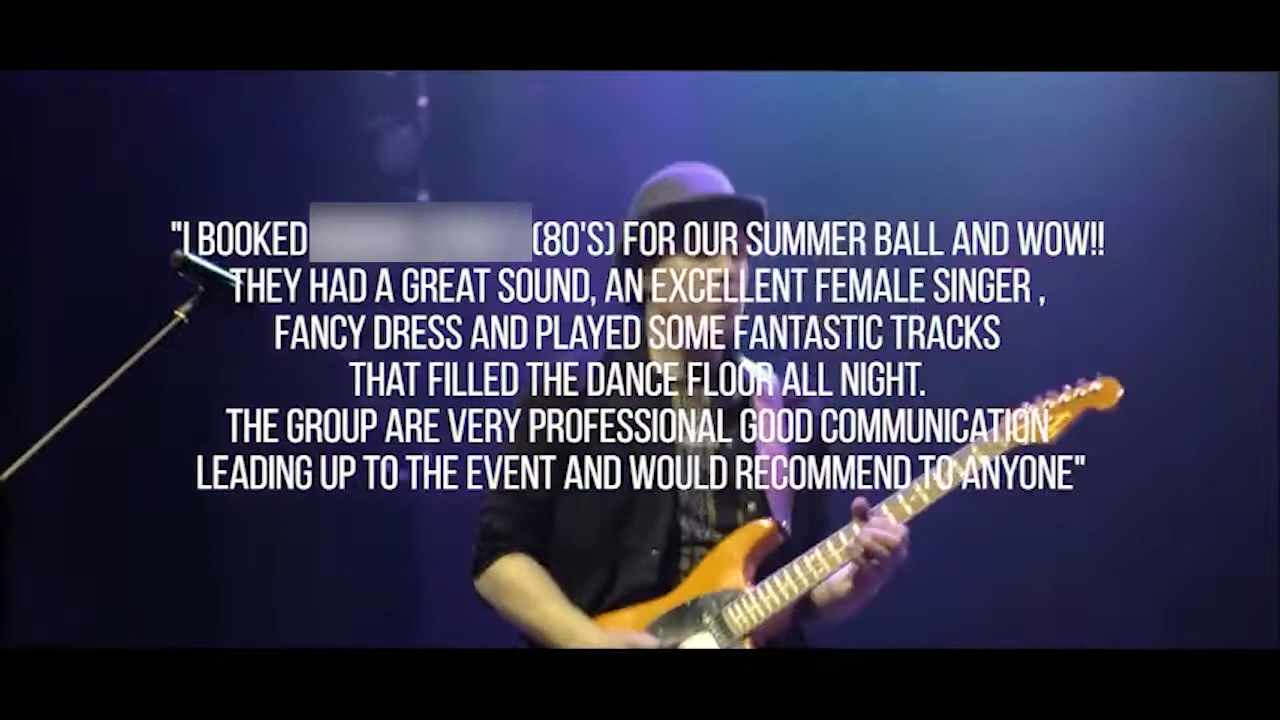 "I BOOKED (80'S) FOR OUR SUMMER BALL AND WOW!!
THEY HAD A GREAT SOUND, AN EXCELLENT FEMALE SINGER ,
FANCY DRESS AND PLAYED SOME FANTASTIC TRACKS
THAT FILLED THE DANCE FLOOR ALL NIGHT.
THE GROUP ARE VERY PROFESSIONAL GOOD COMMUNICATION
LEADING UP TO THE EVENT AND WOULD RECOMMEND TO ANYONE"